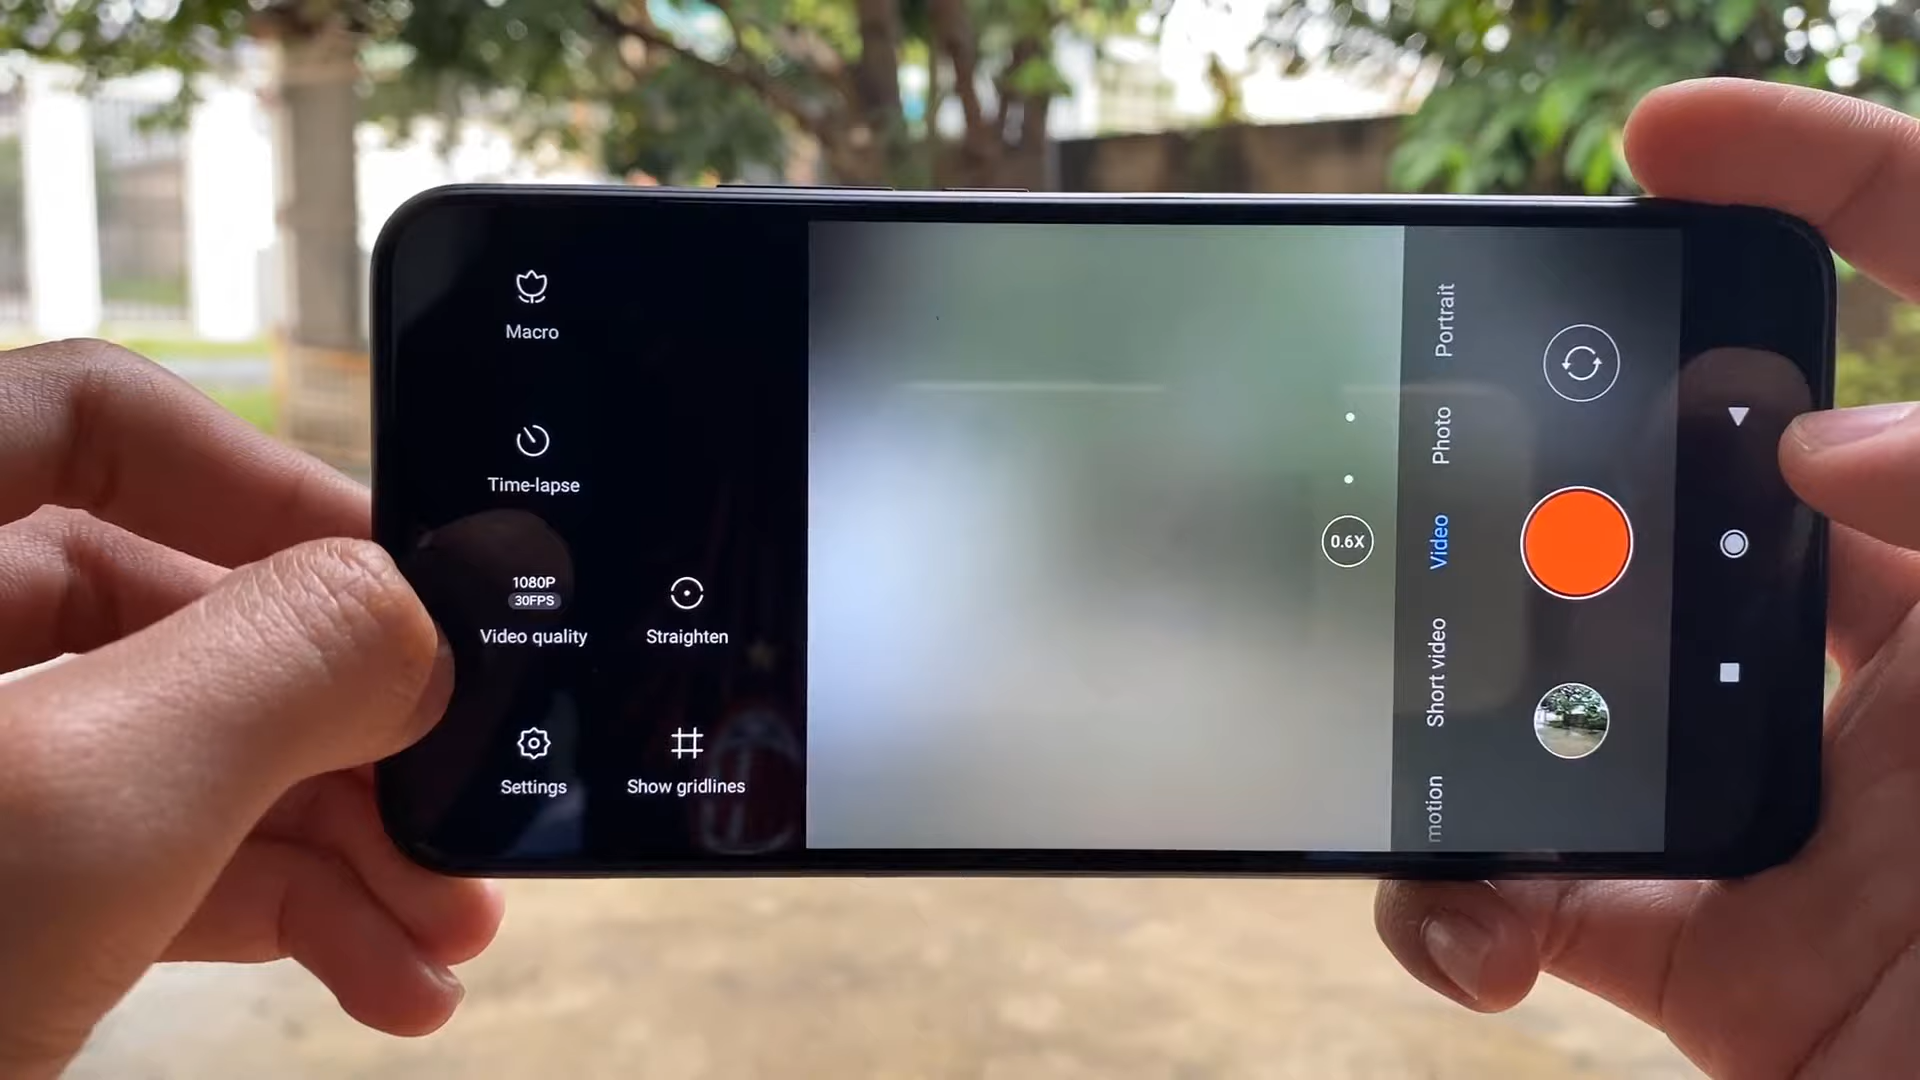 Macro
Time-lapse
1080P
30FPS
Video quality
Straighten
Settings
Show gridlines
0.6X
Portrait
Photo
Video
Short video
motion